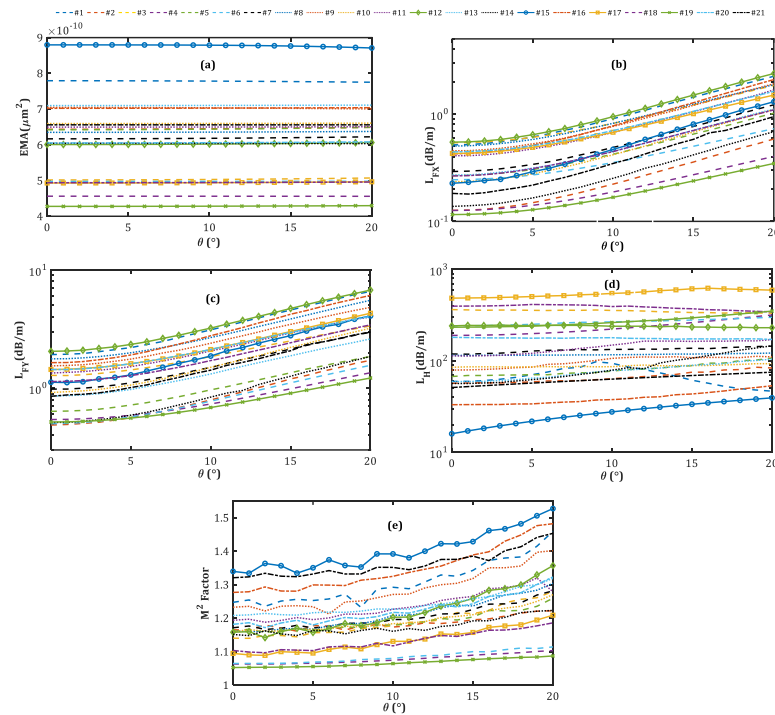 #1 #2 #3 #4 #5 #6 #7 #8 #9 #10 #11 #12 #13 #14 #15 #16 #17 #18 #19 #20 #21
×10⁻¹⁰
(a)
EMA(μm²)
9
8
7
6
5
4
0 5 10 15 20
θ (°)
(b)
L_FX (dB/m)
10⁰
10⁻¹
0 5 10 15 20
θ (°)
(c)
L_FY (dB/m)
10¹
10⁰
0 5 10 15 20
θ (°)
(d)
L_H (dB/m)
10³
10²
10¹
0 5 10 15 20
θ (°)
(e)
M² Factor
1.5
1.4
1.3
1.2
1.1
1
0 5 10 15 20
θ (°)